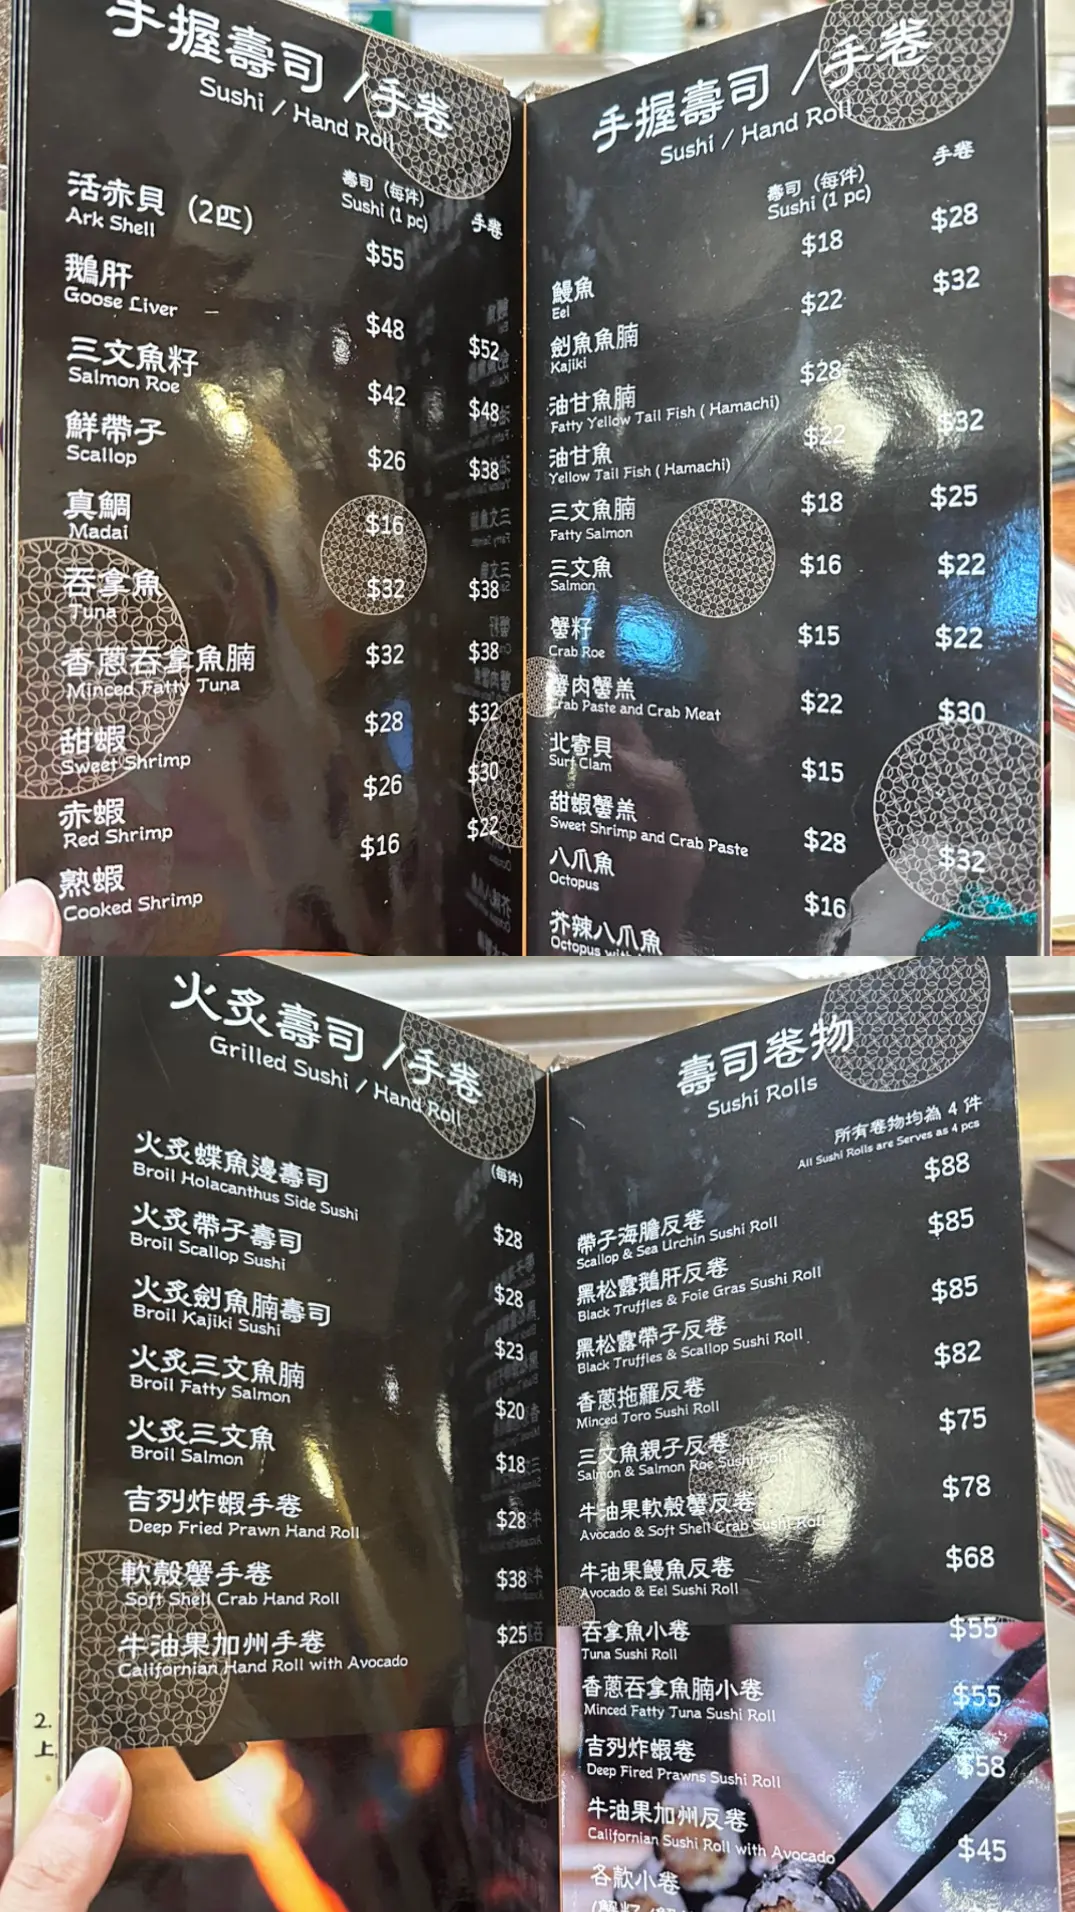 手握壽司 /手卷
Sushi / Hand Roll
壽司（每件）
Sushi (1 pc)
手卷
活赤貝（2匹）
Ark Shell
$55
鵝肝
Goose Liver
$48
$52
三文魚籽
Salmon Roe
$42
$48
鮮帶子
Scallop
$26
$38
真鯛
Madai
$16
吞拿魚
Tuna
$32
$38
香蔥吞拿魚腩
Minced Fatty Tuna
$32
$38
甜蝦
Sweet Shrimp
$28
$32
赤蝦
Red Shrimp
$26
$30
熟蝦
Cooked Shrimp
$16
$22
手握壽司 /手卷
Sushi / Hand Roll
壽司（每件）
Sushi (1 pc)
手卷
$18
$28
鰻魚
Eel
$22
$32
劍魚魚腩
Kajiki
$28
油甘魚腩
Fatty Yellow Tail Fish ( Hamachi)
$22
$32
油甘魚
Yellow Tail Fish ( Hamachi)
三文魚腩
Fatty Salmon
$18
$25
三文魚
Salmon
$16
$22
蟹籽
Crab Roe
$15
$22
蟹肉蟹羔
Crab Paste and Crab Meat
$22
$30
北寄貝
Surf Clam
$15
甜蝦蟹羔
Sweet Shrimp and Crab Paste
$28
$32
八爪魚
Octopus
$16
芥辣八爪魚
Octopus with
火炙壽司 /手卷
Grilled Sushi / Hand Roll
(每件)
火炙蝶魚邊壽司
Broil Holacanthus Side Sushi
$28
火炙帶子壽司
Broil Scallop Sushi
$28
火炙劍魚腩壽司
Broil Kajiki Sushi
$23
火炙三文魚腩
Broil Fatty Salmon
$20
火炙三文魚
Broil Salmon
$18
吉列炸蝦手卷
Deep Fried Prawn Hand Roll
$28
軟殼蟹手卷
Soft Shell Crab Hand Roll
$38
牛油果加州手卷
Californian Hand Roll with Avocado
$25
2.
上
壽司卷物
Sushi Rolls
所有卷物均為 4 件
All Sushi Rolls are Serves as 4 pcs
$88
帶子海膽反卷
Scallop & Sea Urchin Sushi Roll
$85
黑松露鵝肝反卷
Black Truffles & Foie Gras Sushi Roll
$85
黑松露帶子反卷
Black Truffles & Scallop Sushi Roll
$82
香蔥拖羅反卷
Minced Toro Sushi Roll
$75
三文魚親子反卷
Salmon & Salmon Roe Sushi Roll
$78
牛油果軟殼蟹反卷
Avocado & Soft Shell Crab Sushi Roll
$68
牛油果鰻魚反卷
Avocado & Eel Sushi Roll
吞拿魚小卷
Tuna Sushi Roll
$55
香蔥吞拿魚腩小卷
Minced Fatty Tuna Sushi Roll
$55
吉列炸蝦卷
Deep Fired Prawns Sushi Roll
$58
牛油果加州反卷
Californian Sushi Roll with Avocado
$45
各款小卷